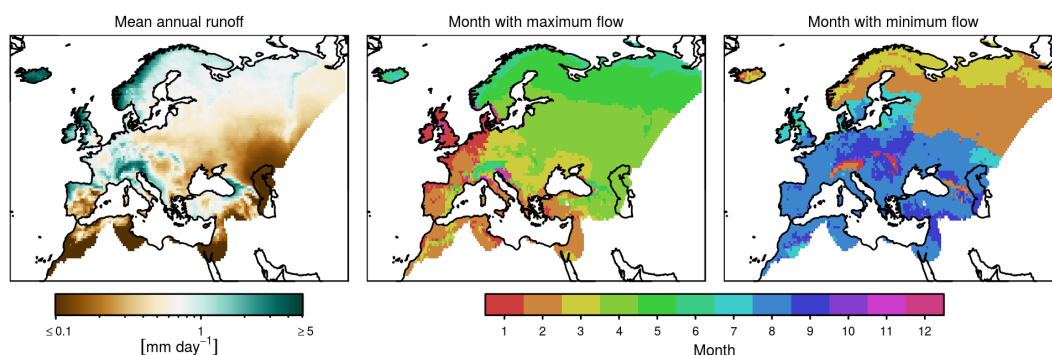 Mean annual runoff
Month with maximum flow
Month with minimum flow
≤0.1 1 ≥5
[mm day⁻¹]
1 2 3 4 5 6 7 8 9 10 11 12
Month